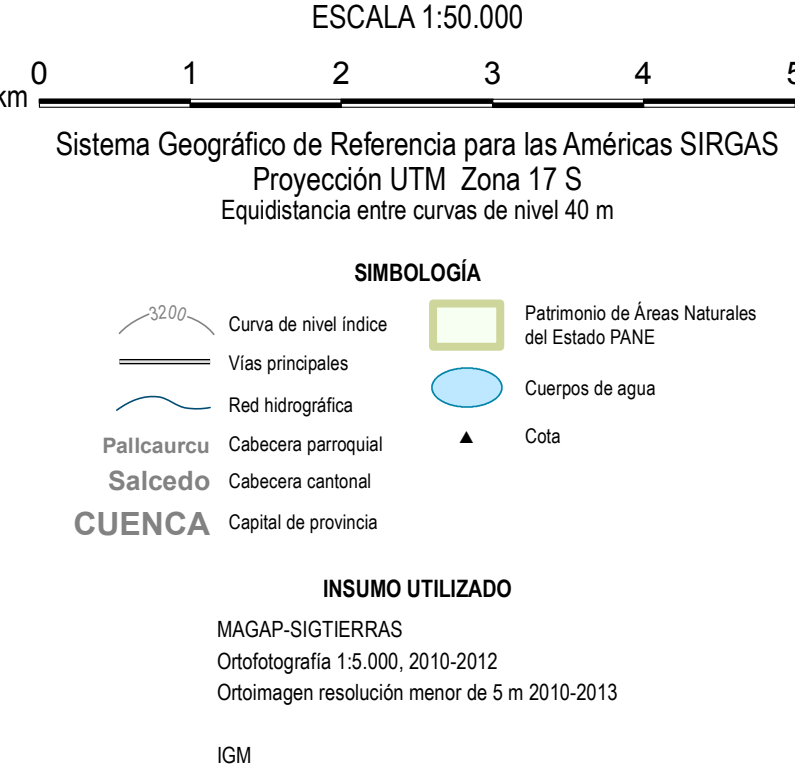 ESCALA 1:50.000
0 1 2 3 4 5
km
Sistema Geográfico de Referencia para las Américas SIRGAS
Proyección UTM Zona 17 S
Equidistancia entre curvas de nivel 40 m
SIMBOLOGÍA
3200 Curva de nivel índice
Vías principales
Red hidrográfica
Pallcaurcu Cabecera parroquial
Salcedo Cabecera cantonal
CUENCA Capital de provincia
Patrimonio de Áreas Naturales
del Estado PANE
Cuerpos de agua
Cota
INSUMO UTILIZADO
MAGAP-SIGTIERRAS
Ortofotografía 1:5.000, 2010-2012
Ortoimagen resolución menor de 5 m 2010-2013
IGM